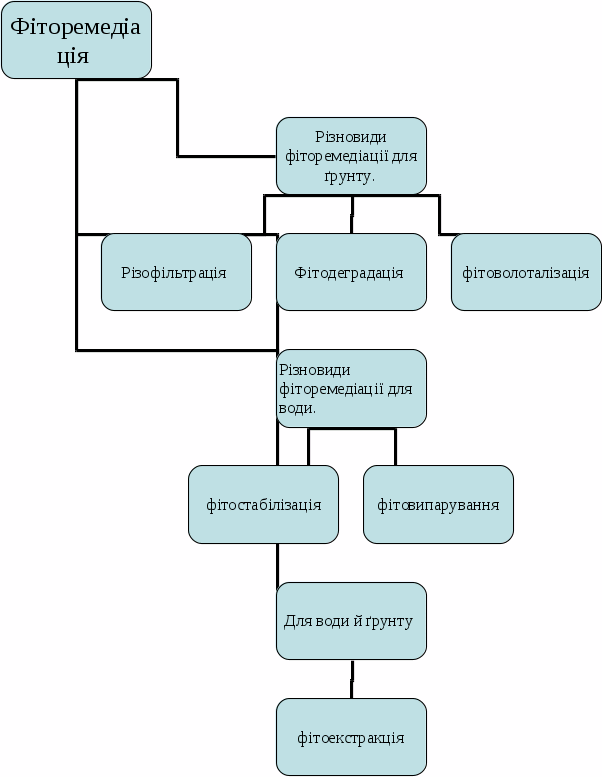 Фіторемедіа
ція
Різновиди
фіторемедіації для
ґрунту.
Різофільтрація
Фітодеградація
фітоволоталізація
Різновиди
фіторемедіації для
води.
фітостабілізація
фітовипарування
Для води й ґрунту
фітоекстракція